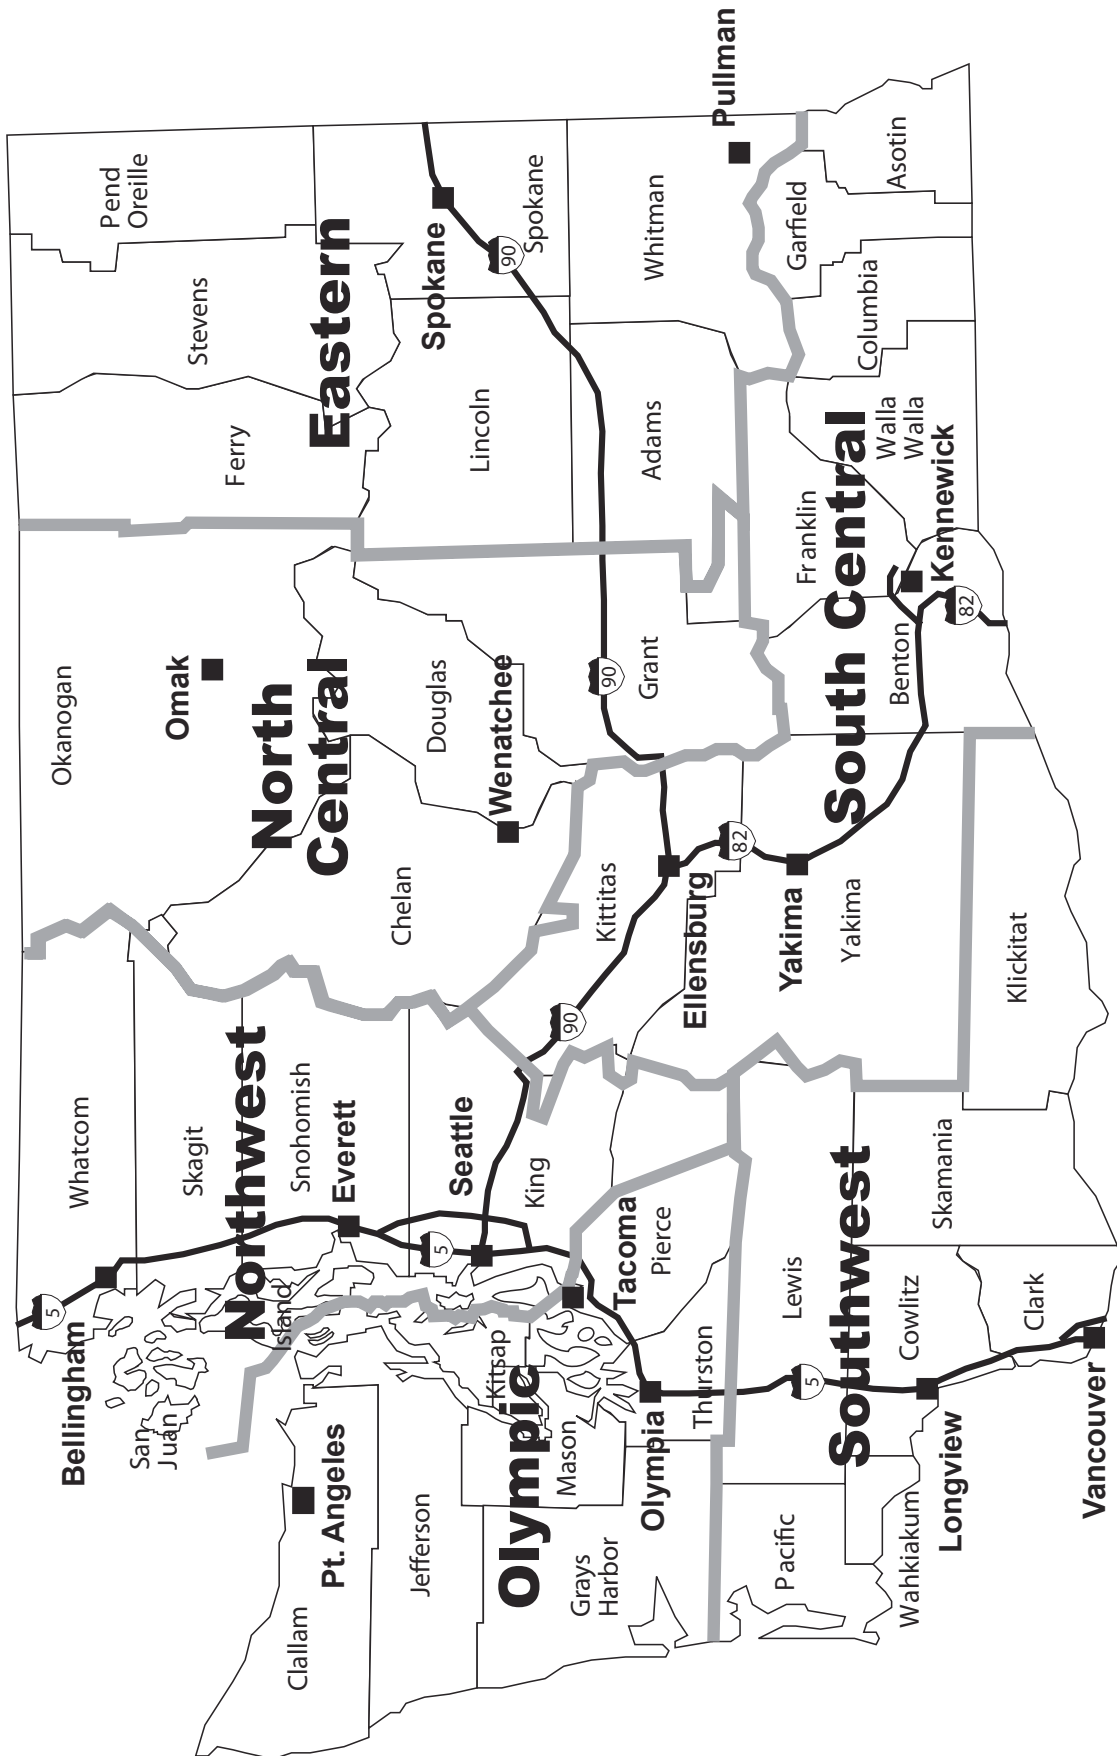 Bellingham
5
San
Juan
Whatcom
Okanogan
Omak
Ferry
Stevens
Pend
Oreille
Skagit
Northwest
Island
Snohomish
Everett
North
Central
Eastern
Pt. Angeles
Clallam
Jefferson
Chelan
Douglas
Wenatchee
Lincoln
Spokane
Spokane
90
5
Seattle
King
Kitsap
Olympic
Mason
Grays
Harbor
90
Kittitas
Grant
90
Adams
Whitman
Pullman
Tacoma
Pierce
Olympia
Thurston
Ellensburg
82
Yakima
Yakima
South Central
Franklin
Benton
Kennewick
82
Walla
Walla
Columbia
Garfield
Asotin
Pacific
Lewis
5
Southwest
Wahkiakum
Cowlitz
Longview
Skamania
Klickitat
Clark
Vancouver